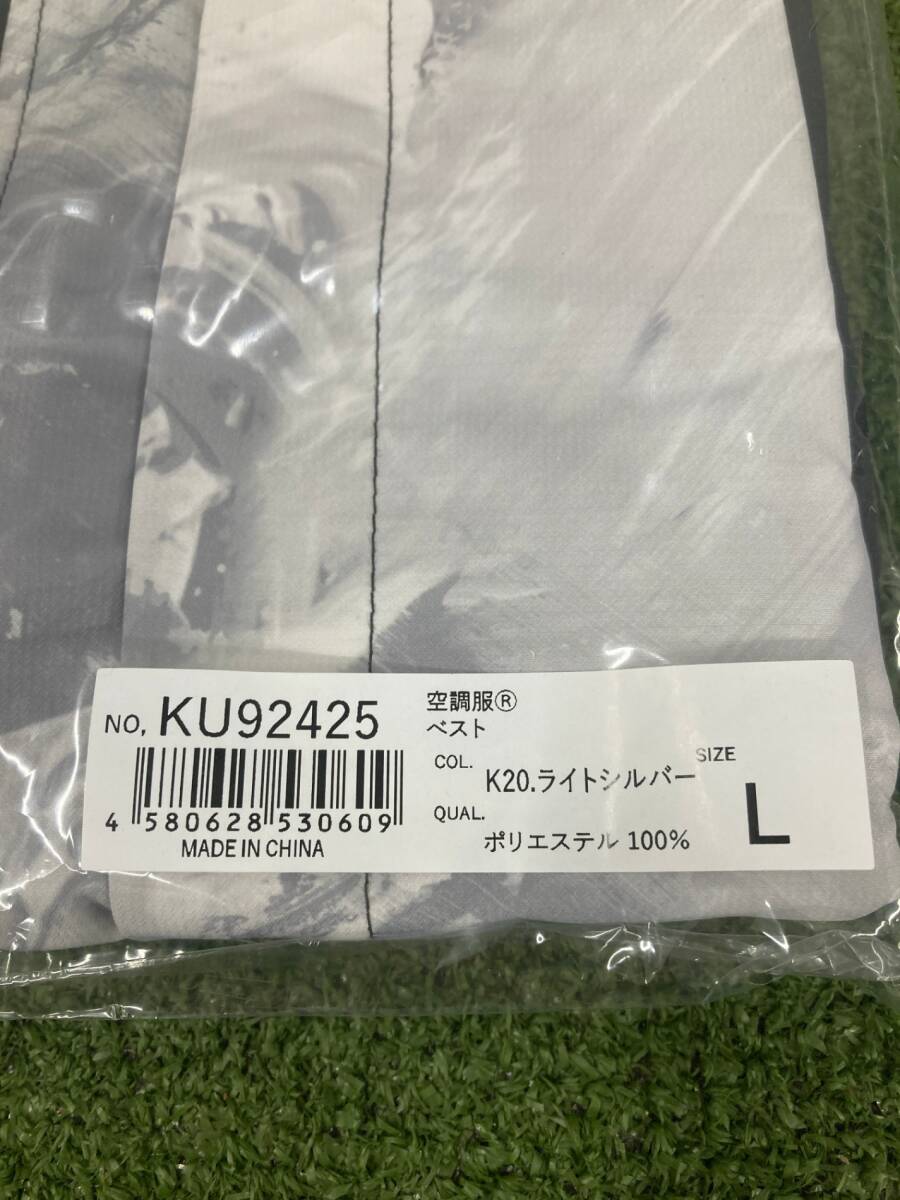 NO, KU92425
4 580628 530609
MADE IN CHINA
空調服®
ベスト
COL.
K20.ライトシルバー
QUAL.
ポリエステル 100%
SIZE
L